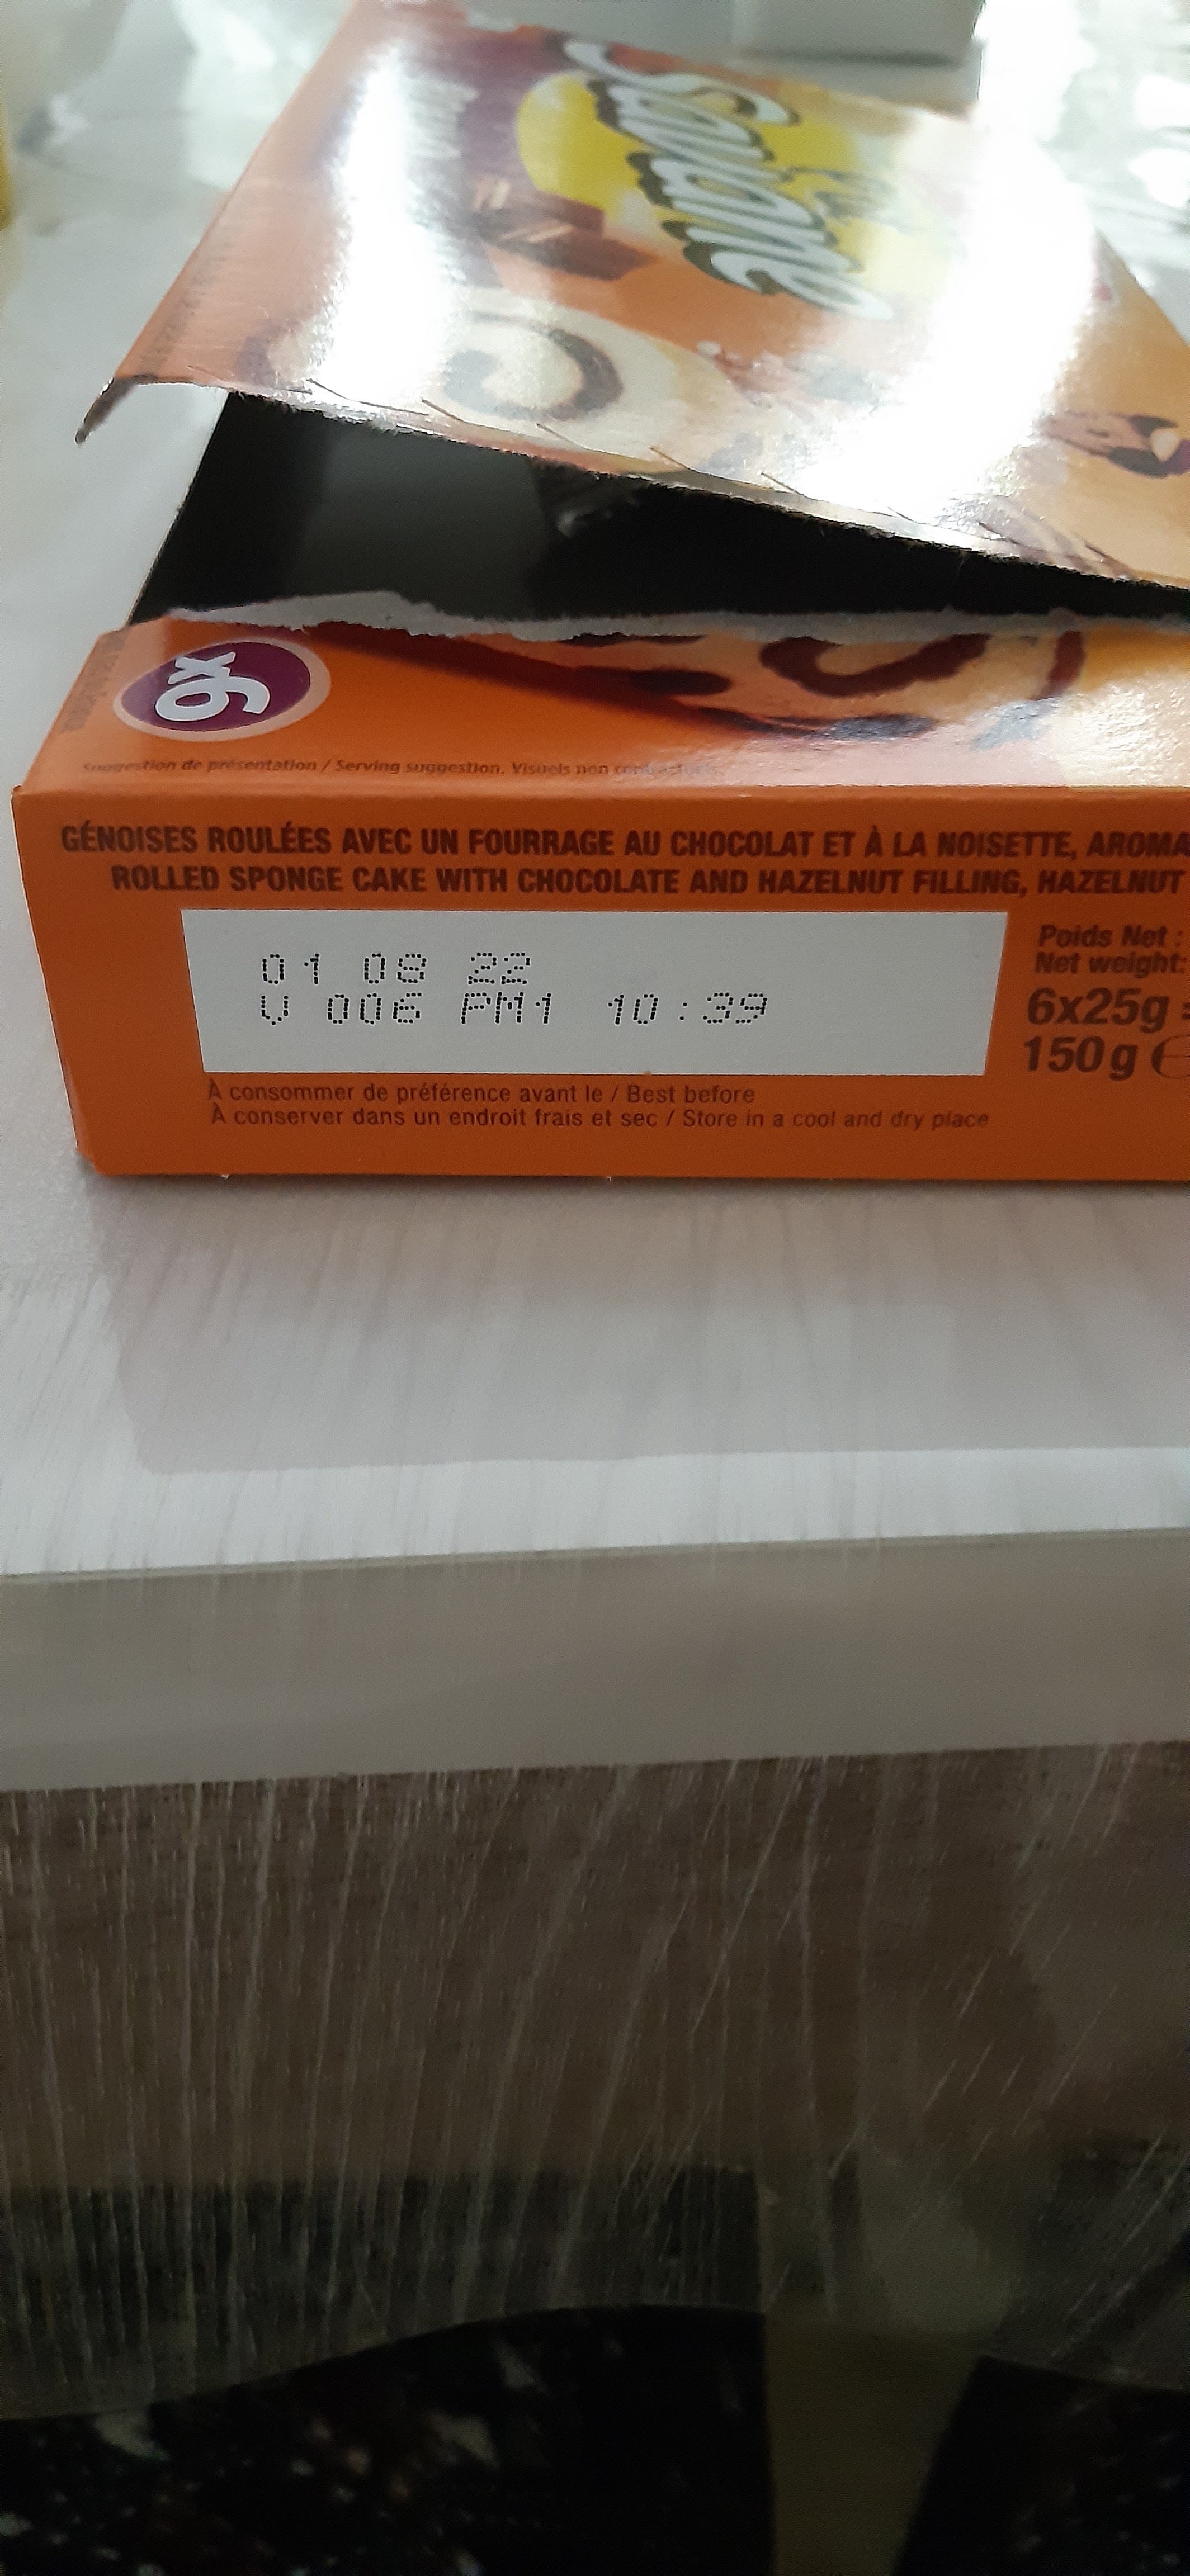 Savane
x6
Suggestion de présentation / Serving suggestion. Visuels non
GÉNOISES ROULÉES AVEC UN FOURRAGE AU CHOCOLAT ET À LA NOISETTE, AROMA
ROLLED SPONGE CAKE WITH CHOCOLATE AND HAZELNUT FILLING, HAZELNUT
01 08 22
V 006 PM1 10:39
Poids Net :
Net weight:
6x25g =
150g e
À consommer de préférence avant le / Best before
À conserver dans un endroit frais et sec / Store in a cool and dry place